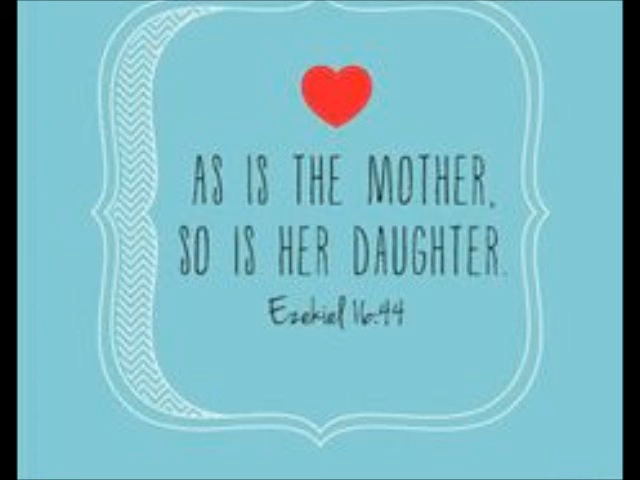 AS IS THE MOTHER,
SO IS HER DAUGHTER.
Ezekiel 16:44